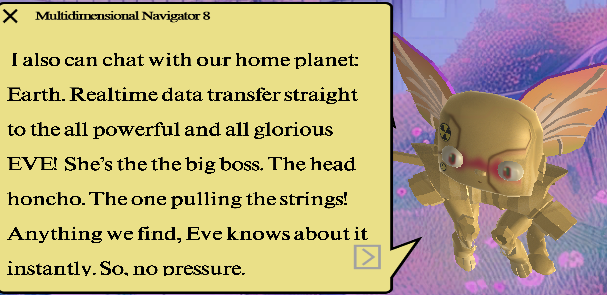 Multidimensional Navigator 8
I also can chat with our home planet:
Earth. Realtime data transfer straight
to the all powerful and all glorious
EVE! She's the the big boss. The head
honcho. The one pulling the strings!
Anything we find, Eve knows about it
instantly. So, no pressure.